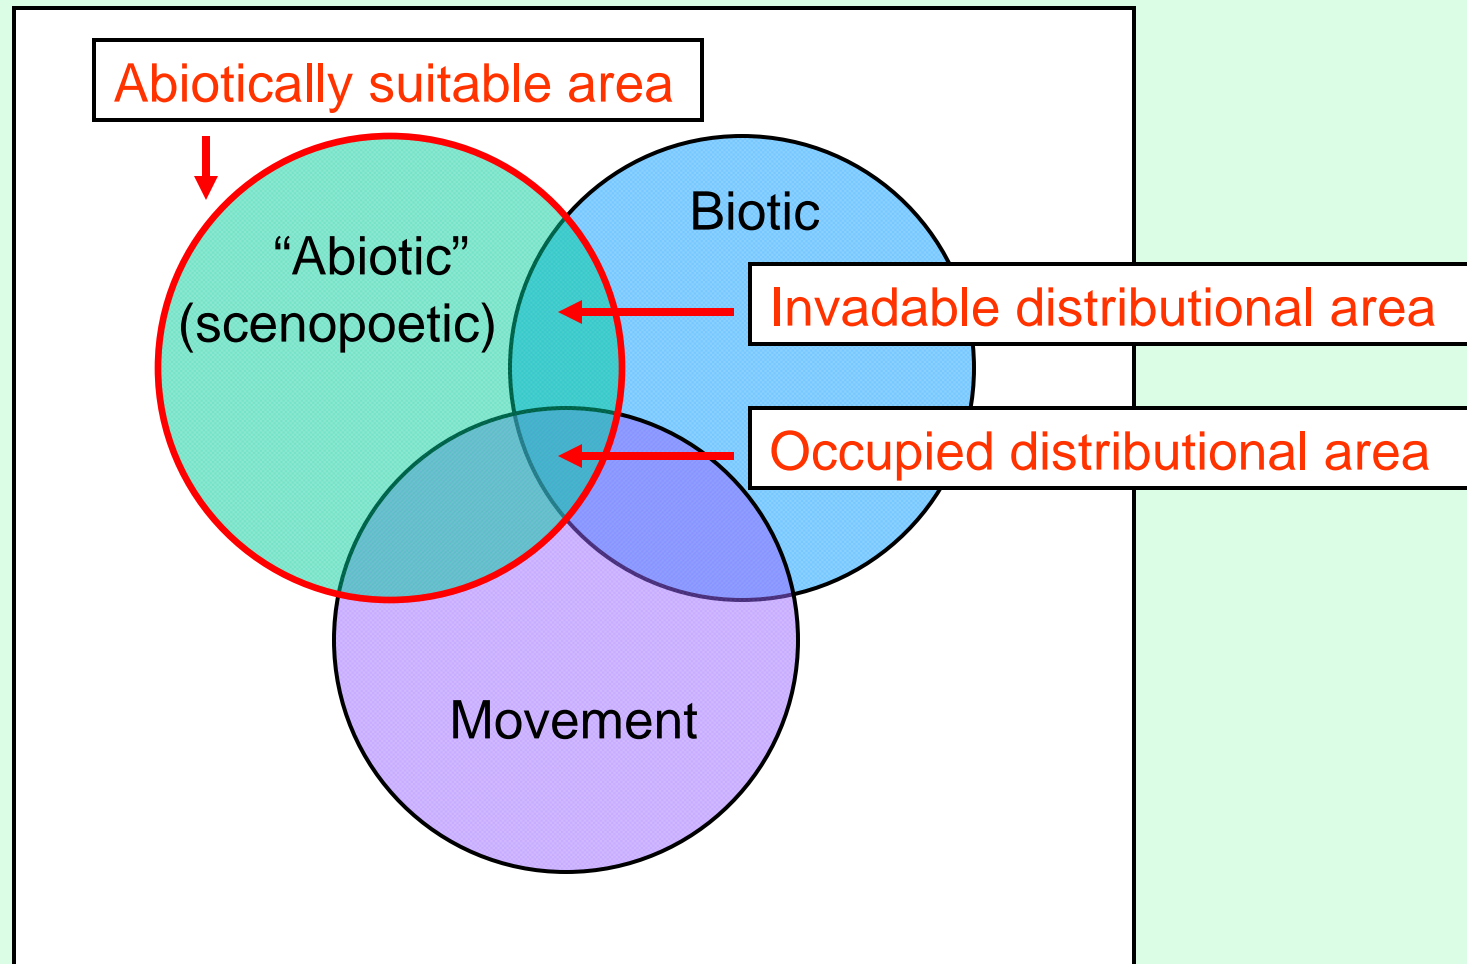 Abiotically suitable area
Biotic
“Abiotic”
(scenopoetic)
Invadable distributional area
Occupied distributional area
Movement